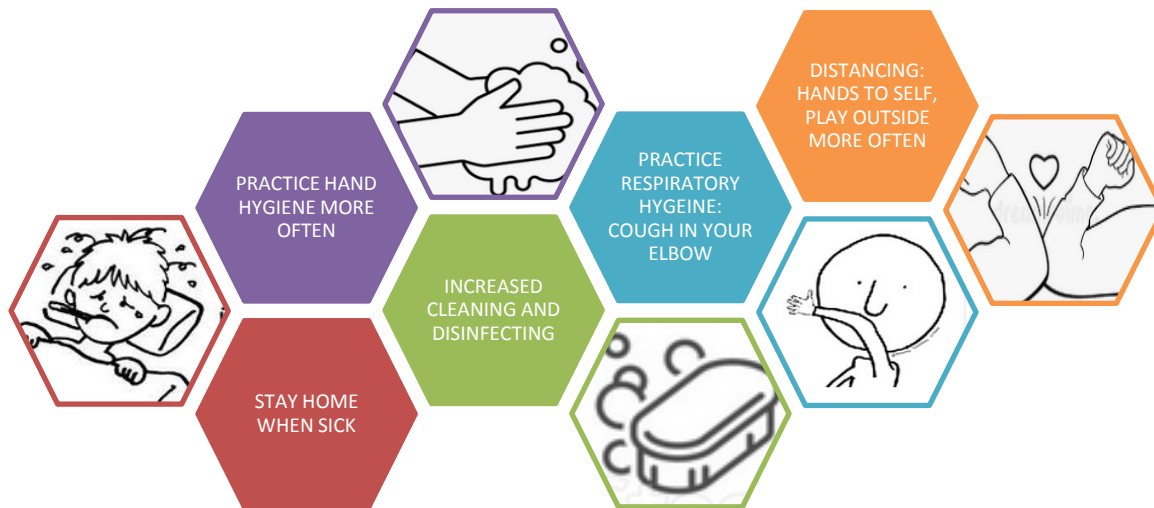 STAY HOME
WHEN SICK
PRACTICE HAND
HYGIENE MORE
OFTEN
INCREASED
CLEANING AND
DISINFECTING
PRACTICE
RESPIRATORY
HYGEINE:
COUGH IN YOUR
ELBOW
DISTANCING:
HANDS TO SELF,
PLAY OUTSIDE
MORE OFTEN